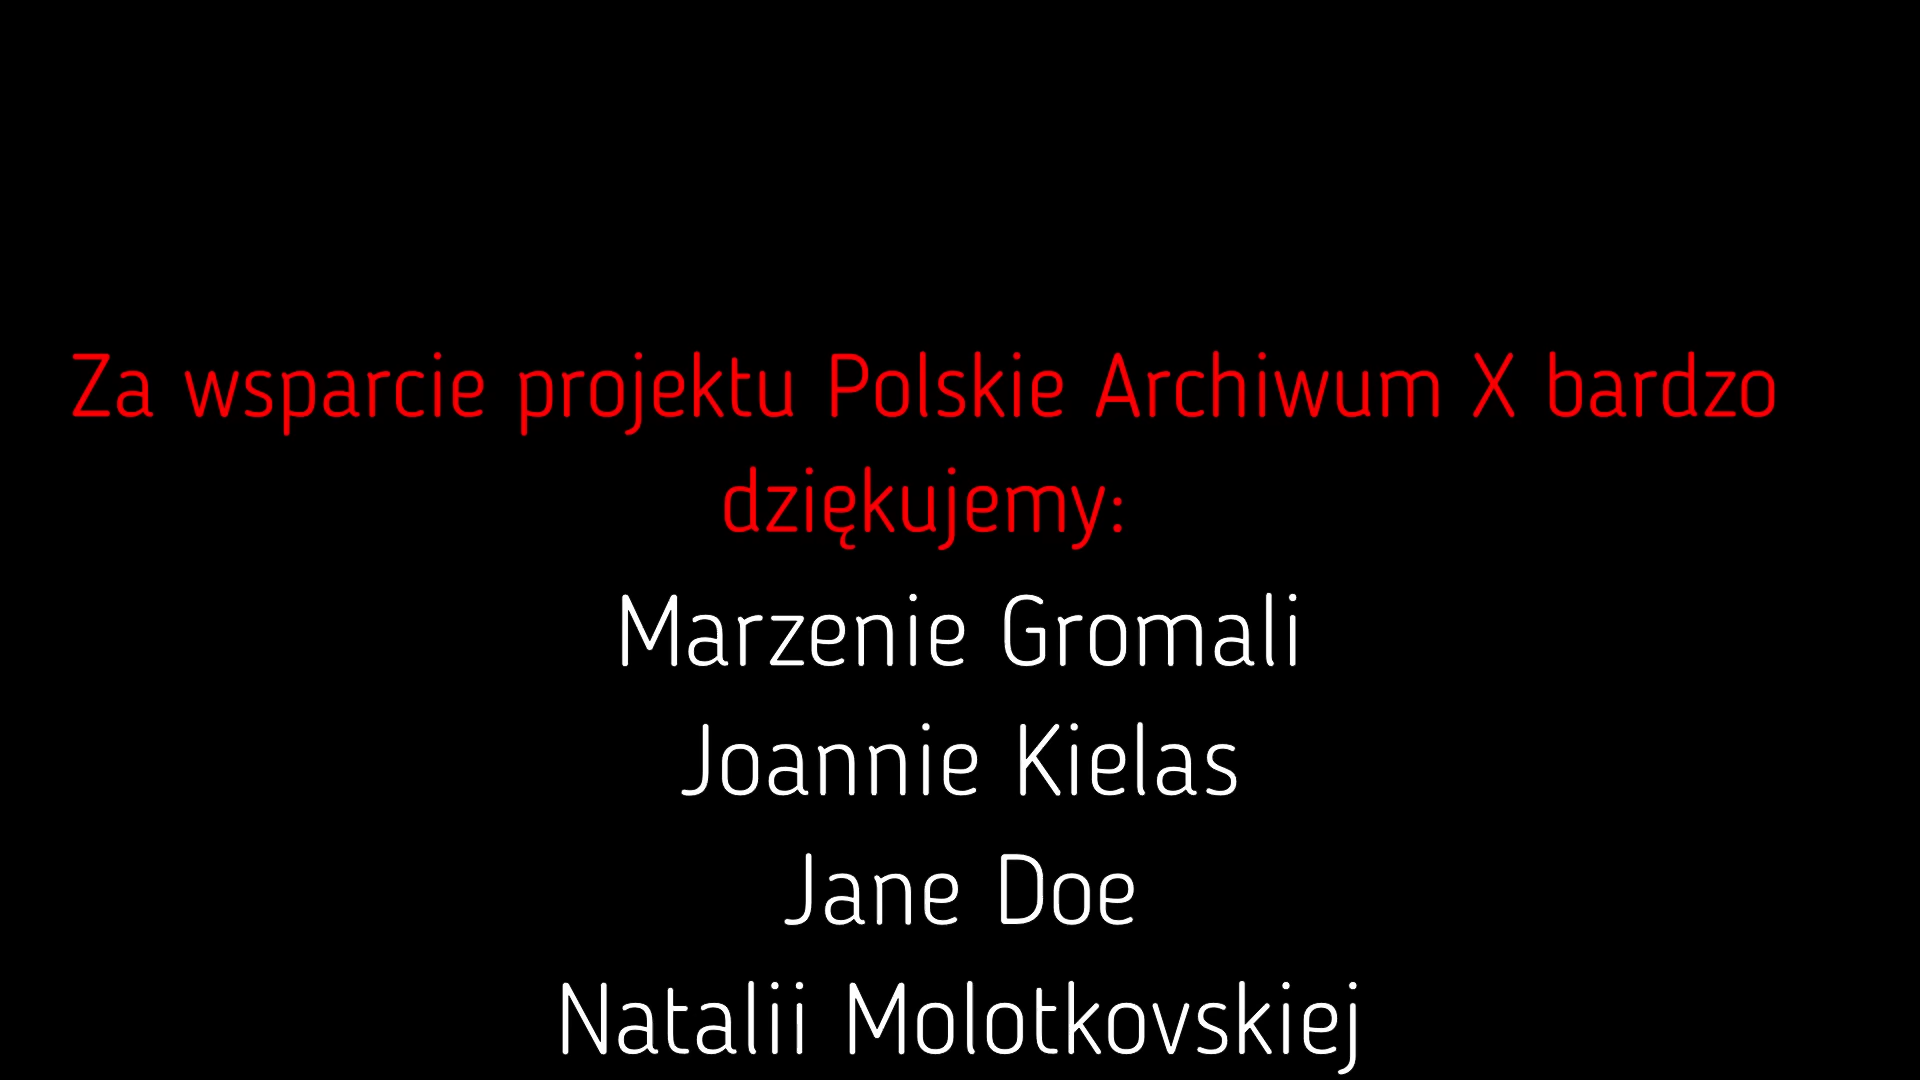 Za wsparcie projektu Polskie Archiwum X bardzo
dziękujemy:
Marzenie Gromali
Joannie Kielas
Jane Doe
Natalii Molotkovskiej